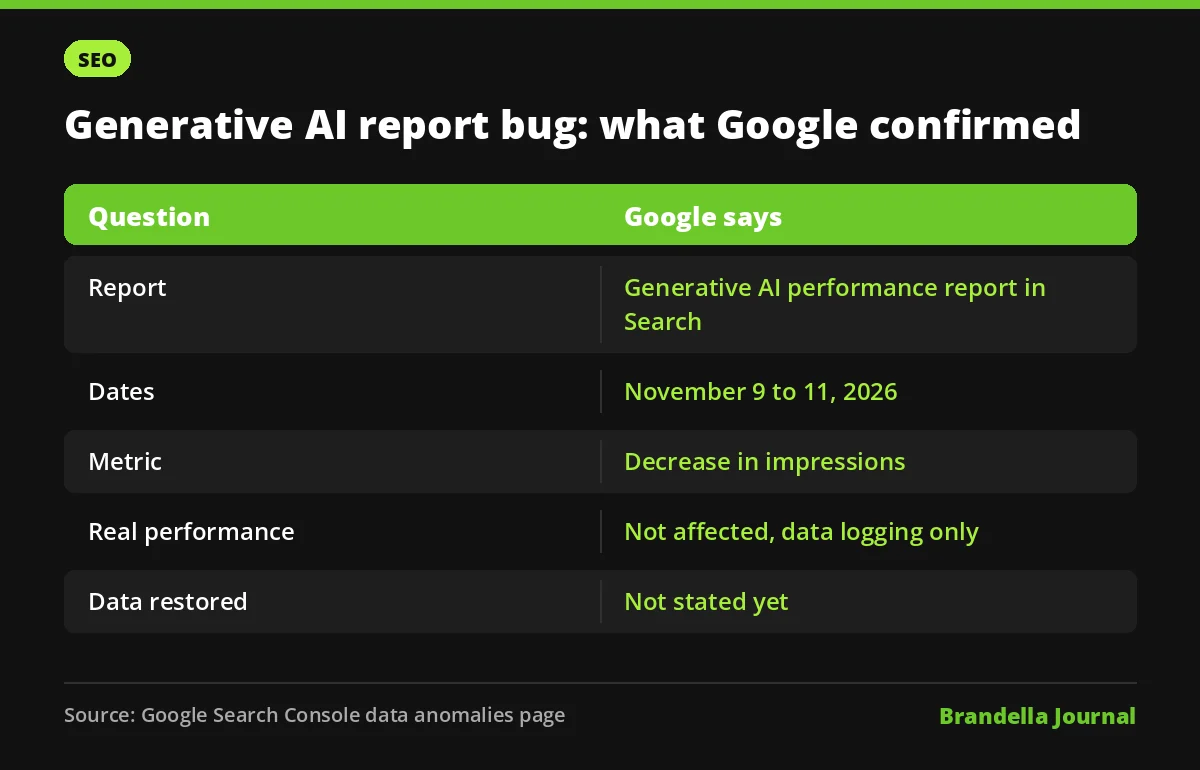 SEO
Generative AI report bug: what Google confirmed
Question
Google says
Report
Generative AI performance report in
Search
Dates
November 9 to 11, 2026
Metric
Decrease in impressions
Real performance
Not affected, data logging only
Data restored
Not stated yet
Source: Google Search Console data anomalies page
Brandella Journal